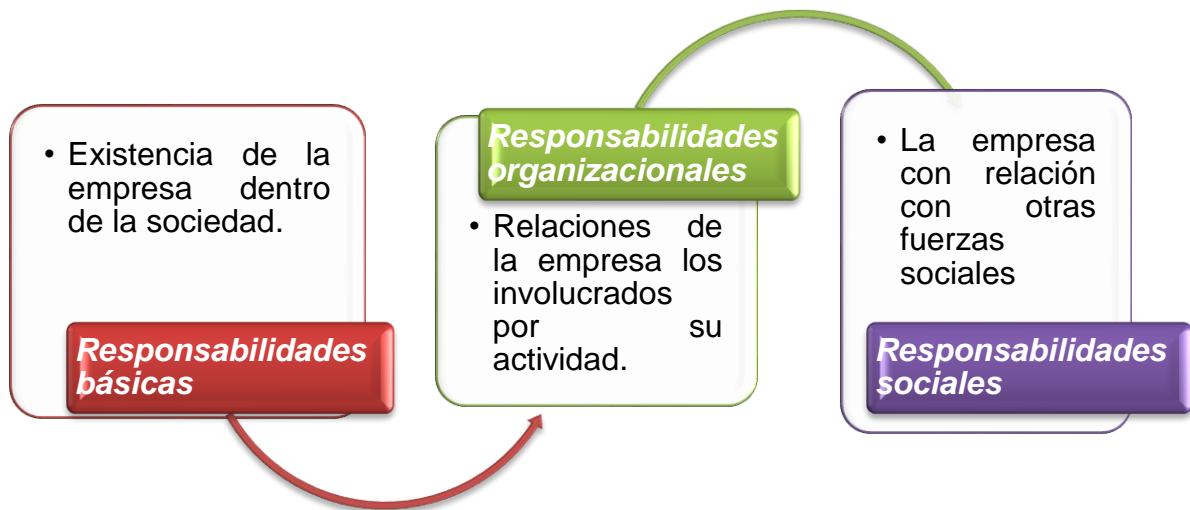 • Existencia de la
empresa dentro
de la sociedad.
Responsabilidades
básicas
Responsabilidades
organizacionales
• Relaciones de
la empresa los
involucrados
por su
actividad.
• La empresa
con relación
con otras
fuerzas
sociales
Responsabilidades
sociales